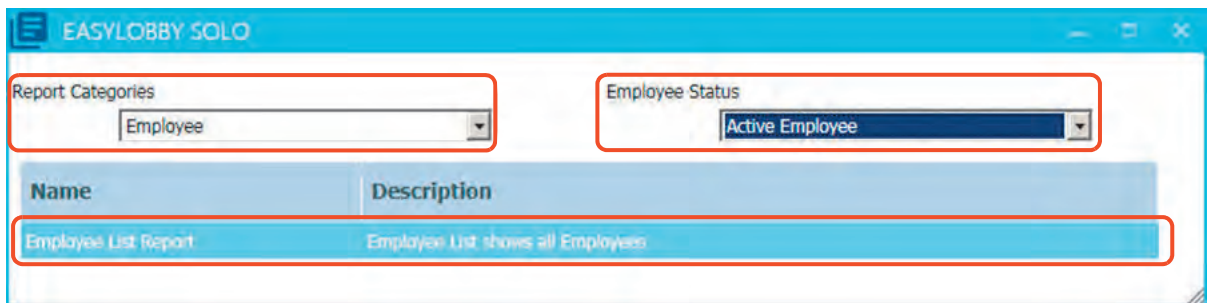 EASYLOBBY SOLO
Report Categories Employee Status
Employee Active Employee
Name Description
Employee List Report Employee List shows all Employees